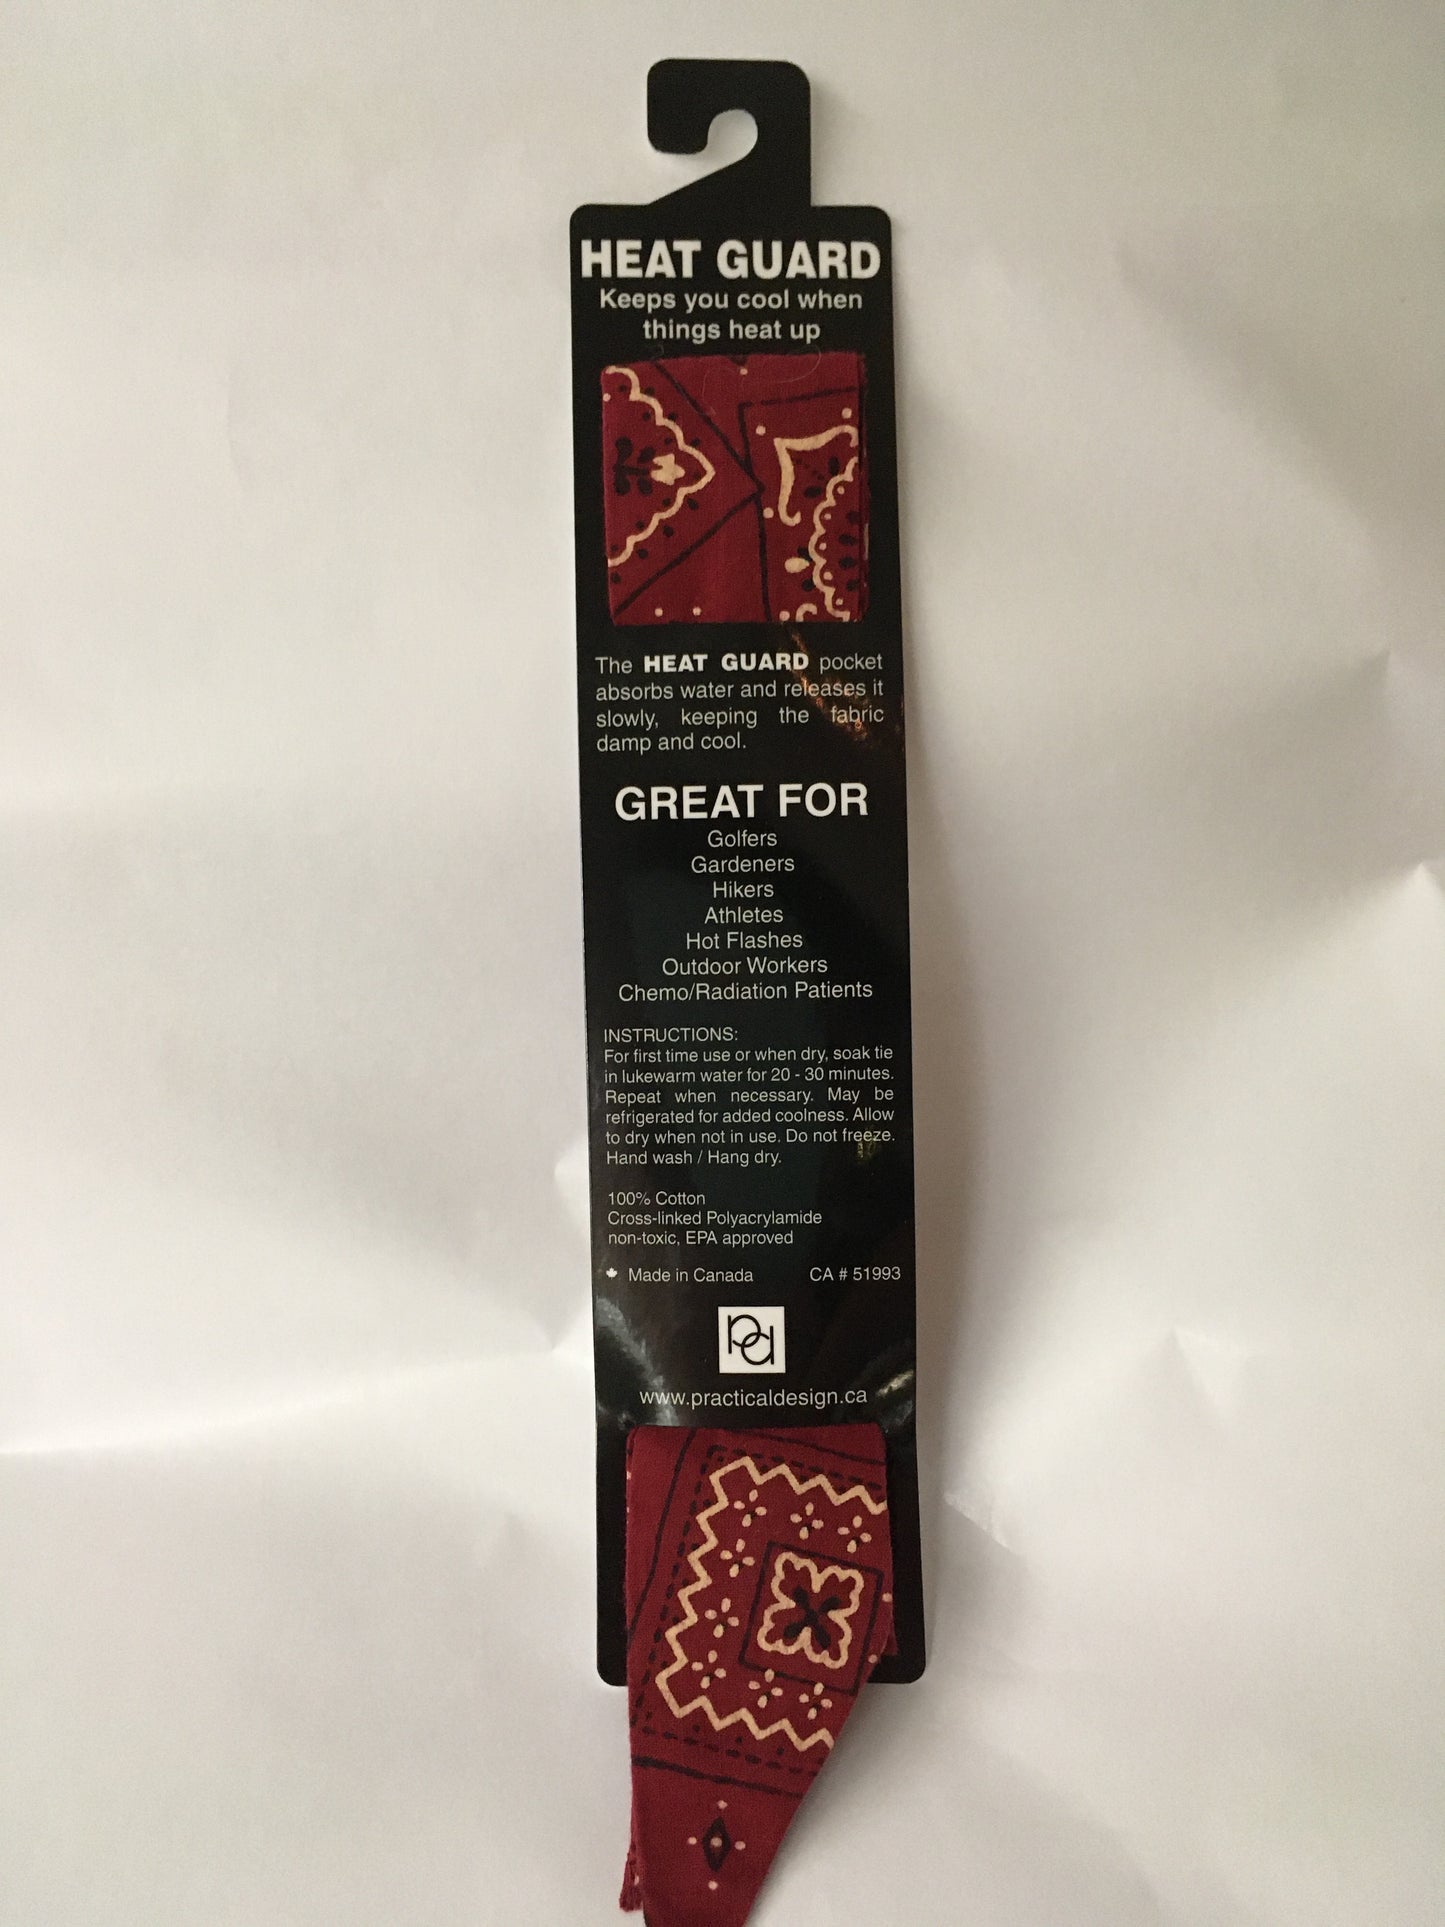 HEAT GUARD
Keeps you cool when
things heat up
The HEAT GUARD pocket
absorbs water and releases it
slowly, keeping the fabric
damp and cool.
GREAT FOR
Golfers
Gardeners
Hikers
Athletes
Hot Flashes
Outdoor Workers
Chemo/Radiation Patients
INSTRUCTIONS:
For first time use or when dry, soak tie
in lukewarm water for 20 - 30 minutes.
Repeat when necessary. May be
refrigerated for added coolness. Allow
to dry when not in use. Do not freeze.
Hand wash / Hang dry.
100% Cotton
Cross-linked Polyacrylamide
non-toxic, EPA approved
Made in Canada CA # 51993
pd
www.practicaldesign.ca